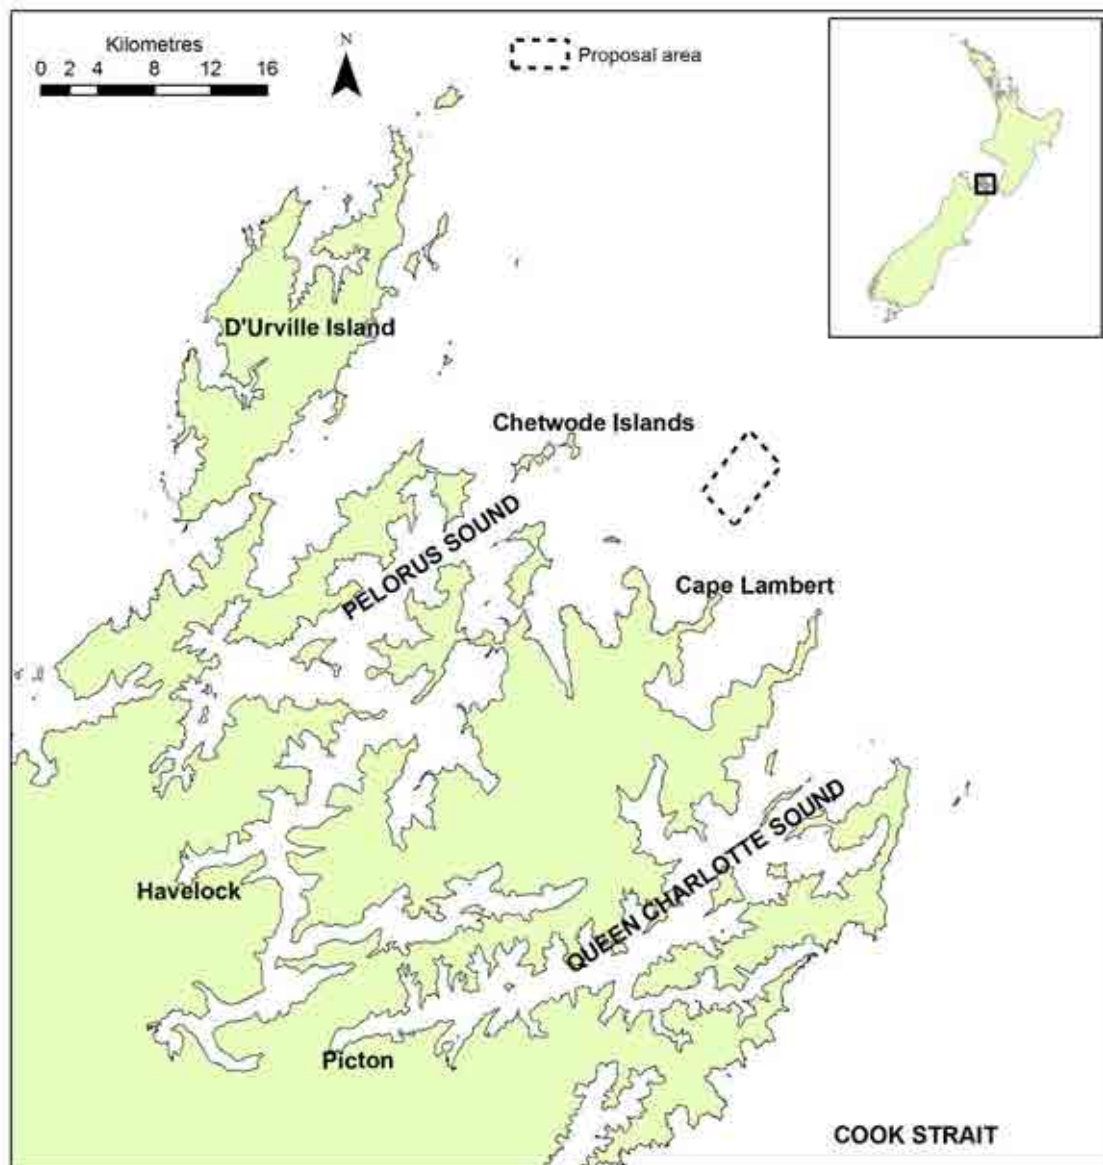 Kilometres
0 2 4 8 12 16
N
Proposal area
D'Urville Island
Chetwode Islands
PELORUS SOUND
Cape Lambert
QUEEN CHARLOTTE SOUND
Havelock
Picton
COOK STRAIT